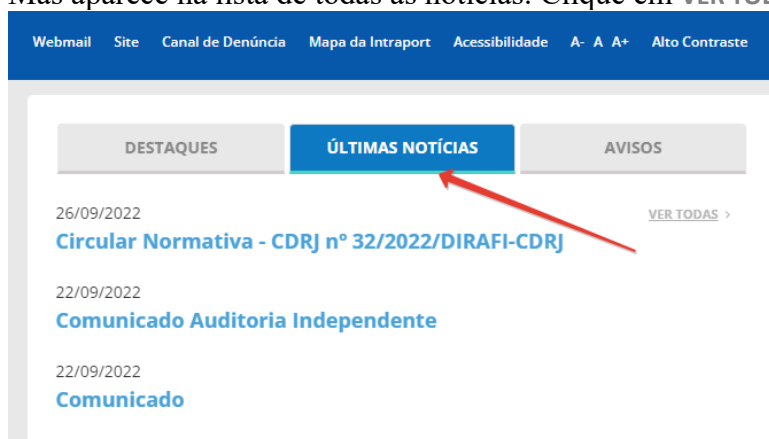 Mas aparece na lista de todas as notícias. Clique em VER TOD
Webmail Site Canal de Denúncia Mapa da Intraport Acessibilidade A- A A+ Alto Contraste
DESTAQUES ÚLTIMAS NOTÍCIAS AVISOS
26/09/2022 VER TODAS >
Circular Normativa - CDRJ nº 32/2022/DIRAFI-CDRJ
22/09/2022
Comunicado Auditoria Independente
22/09/2022
Comunicado